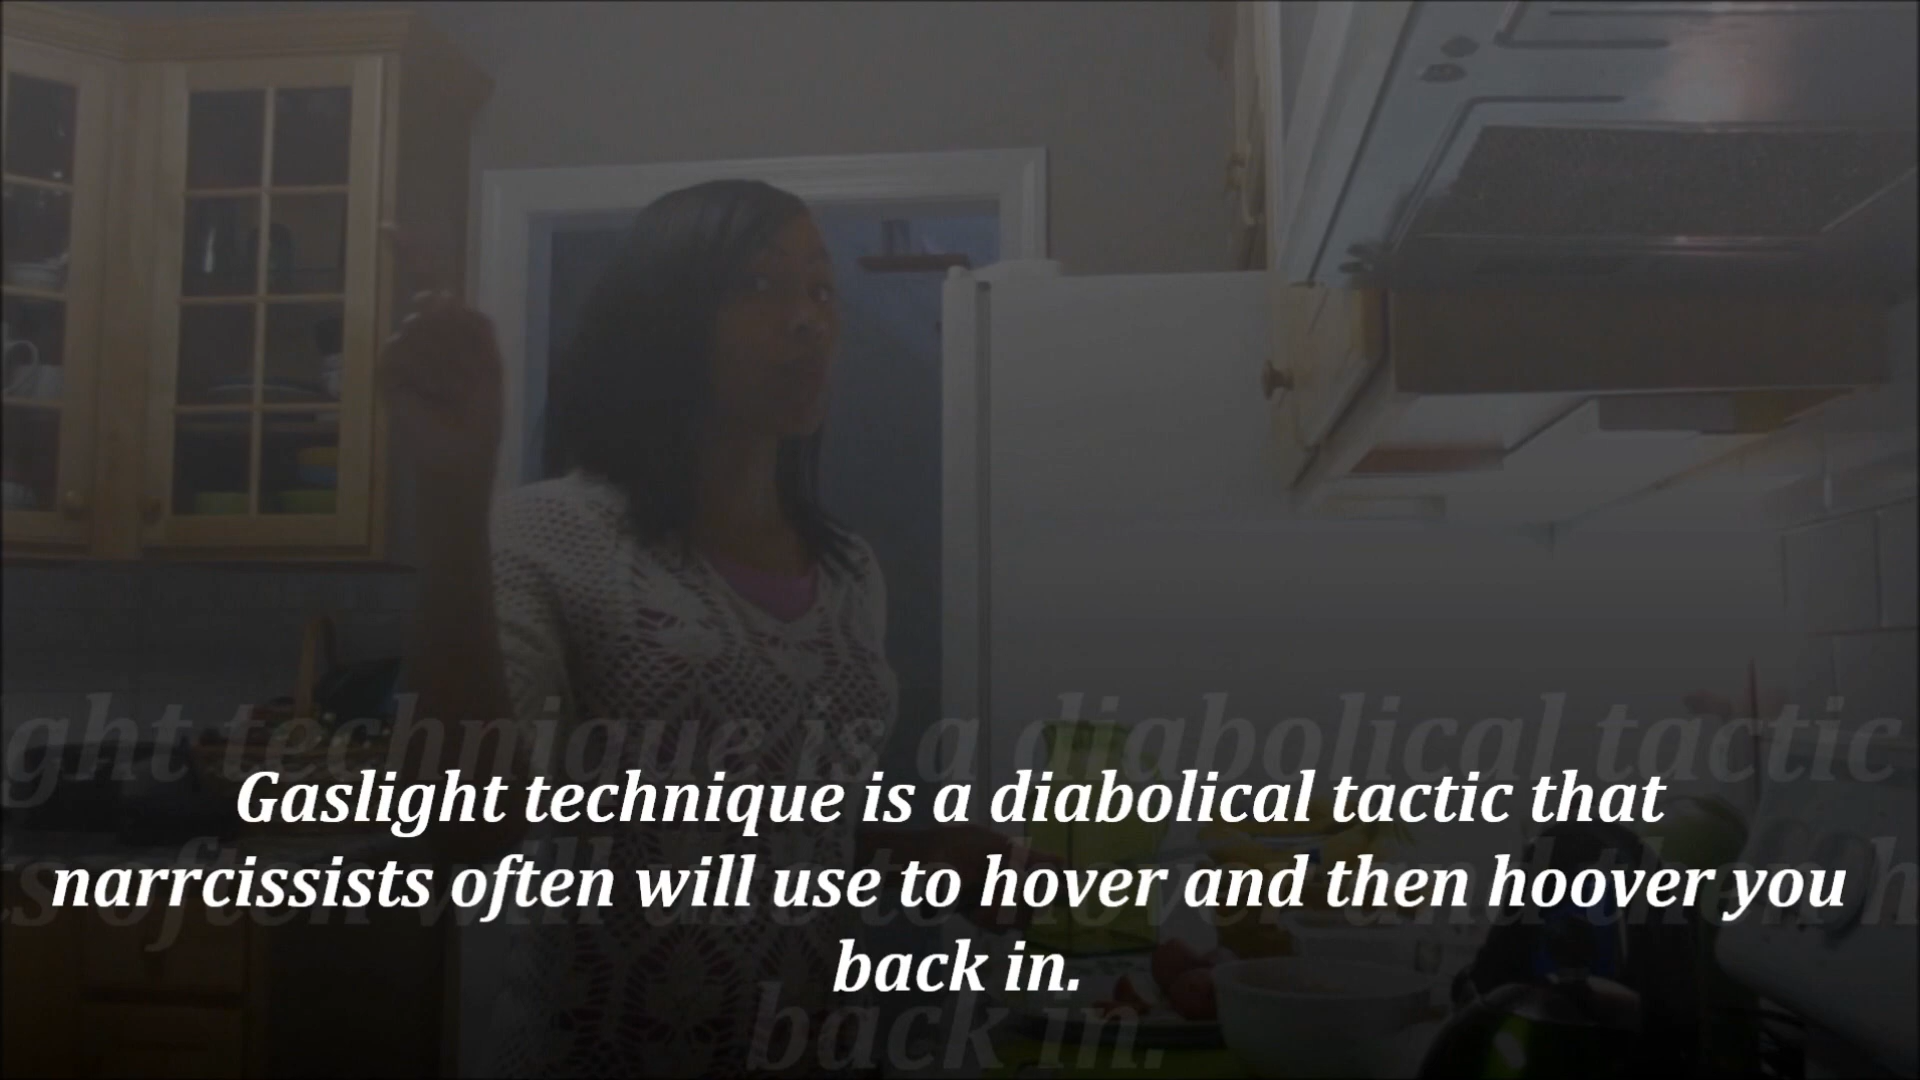 Gaslight technique is a diabolical tactic that
narrcissists often will use to hover and then hoover you
back in.